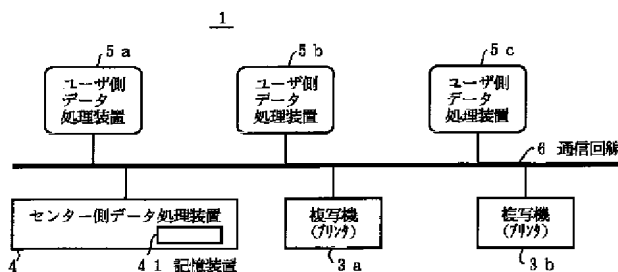 1
5a
5b
5c
ユーザ側
データ
処理装置
ユーザ側
データ
処理装置
ユーザ側
データ
処理装置
6 通信回線
センター側データ処理装置
複写機
(プリンタ)
複写機
(プリンタ)
4
41 記憶装置
3a
3b